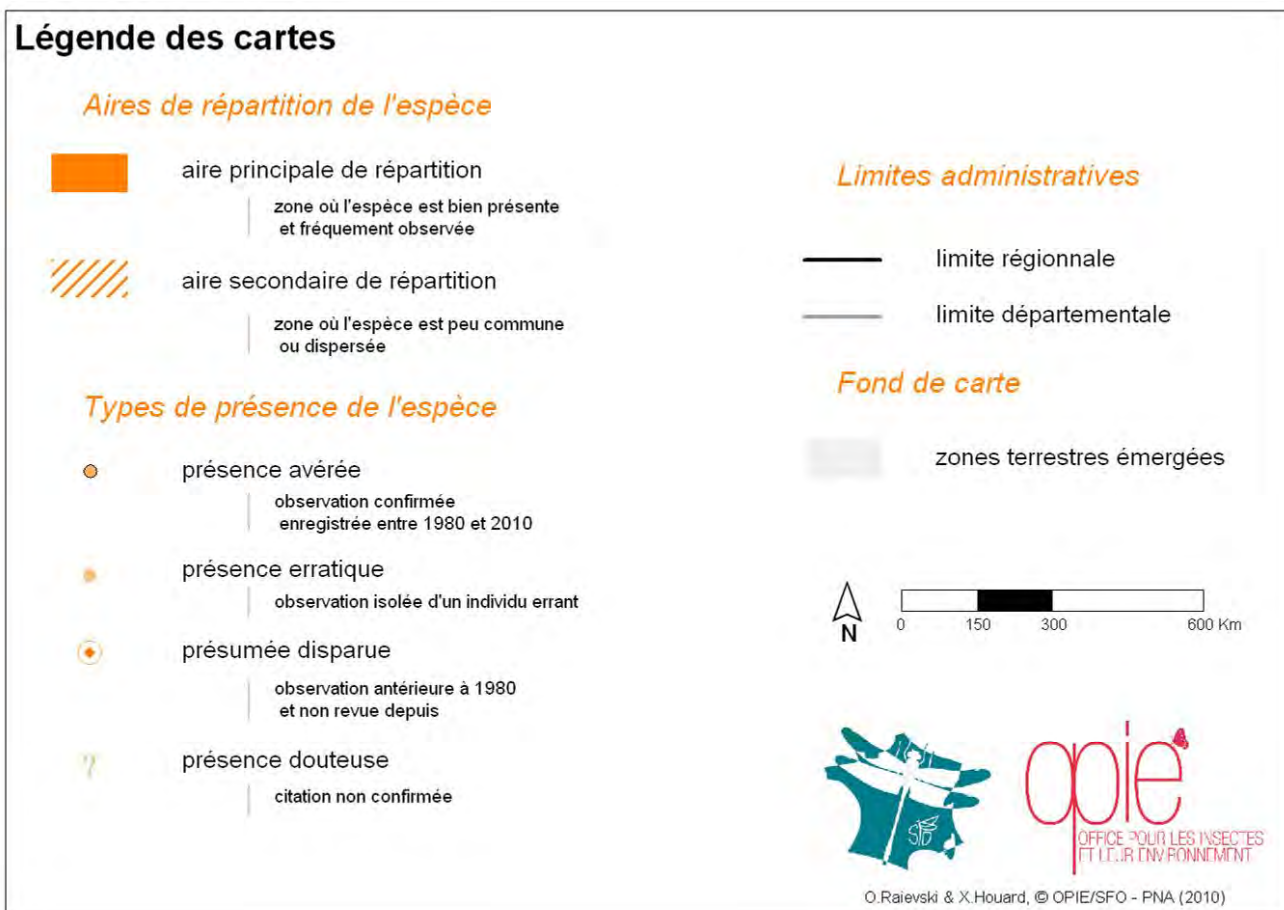 Légende des cartes
Aires de répartition de l'espèce
aire principale de répartition
zone où l'espèce est bien présente
et fréquemment observée
aire secondaire de répartition
zone où l'espèce est peu commune
ou dispersée
Types de présence de l'espèce
présence avérée
observation confirmée
enregistrée entre 1980 et 2010
présence erratique
observation isolée d'un individu errant
présumée disparue
observation antérieure à 1980
et non revue depuis
?
présence douteuse
citation non confirmée
Limites administratives
limite régionnale
limite départementale
Fond de carte
zones terrestres émergées
N
0 150 300 600 Km
opie
OFFICE POUR LES INSECTES
ET LEUR ENVIRONNEMENT
O.Raievski & X.Houard, © OPIE/SFO - PNA (2010)